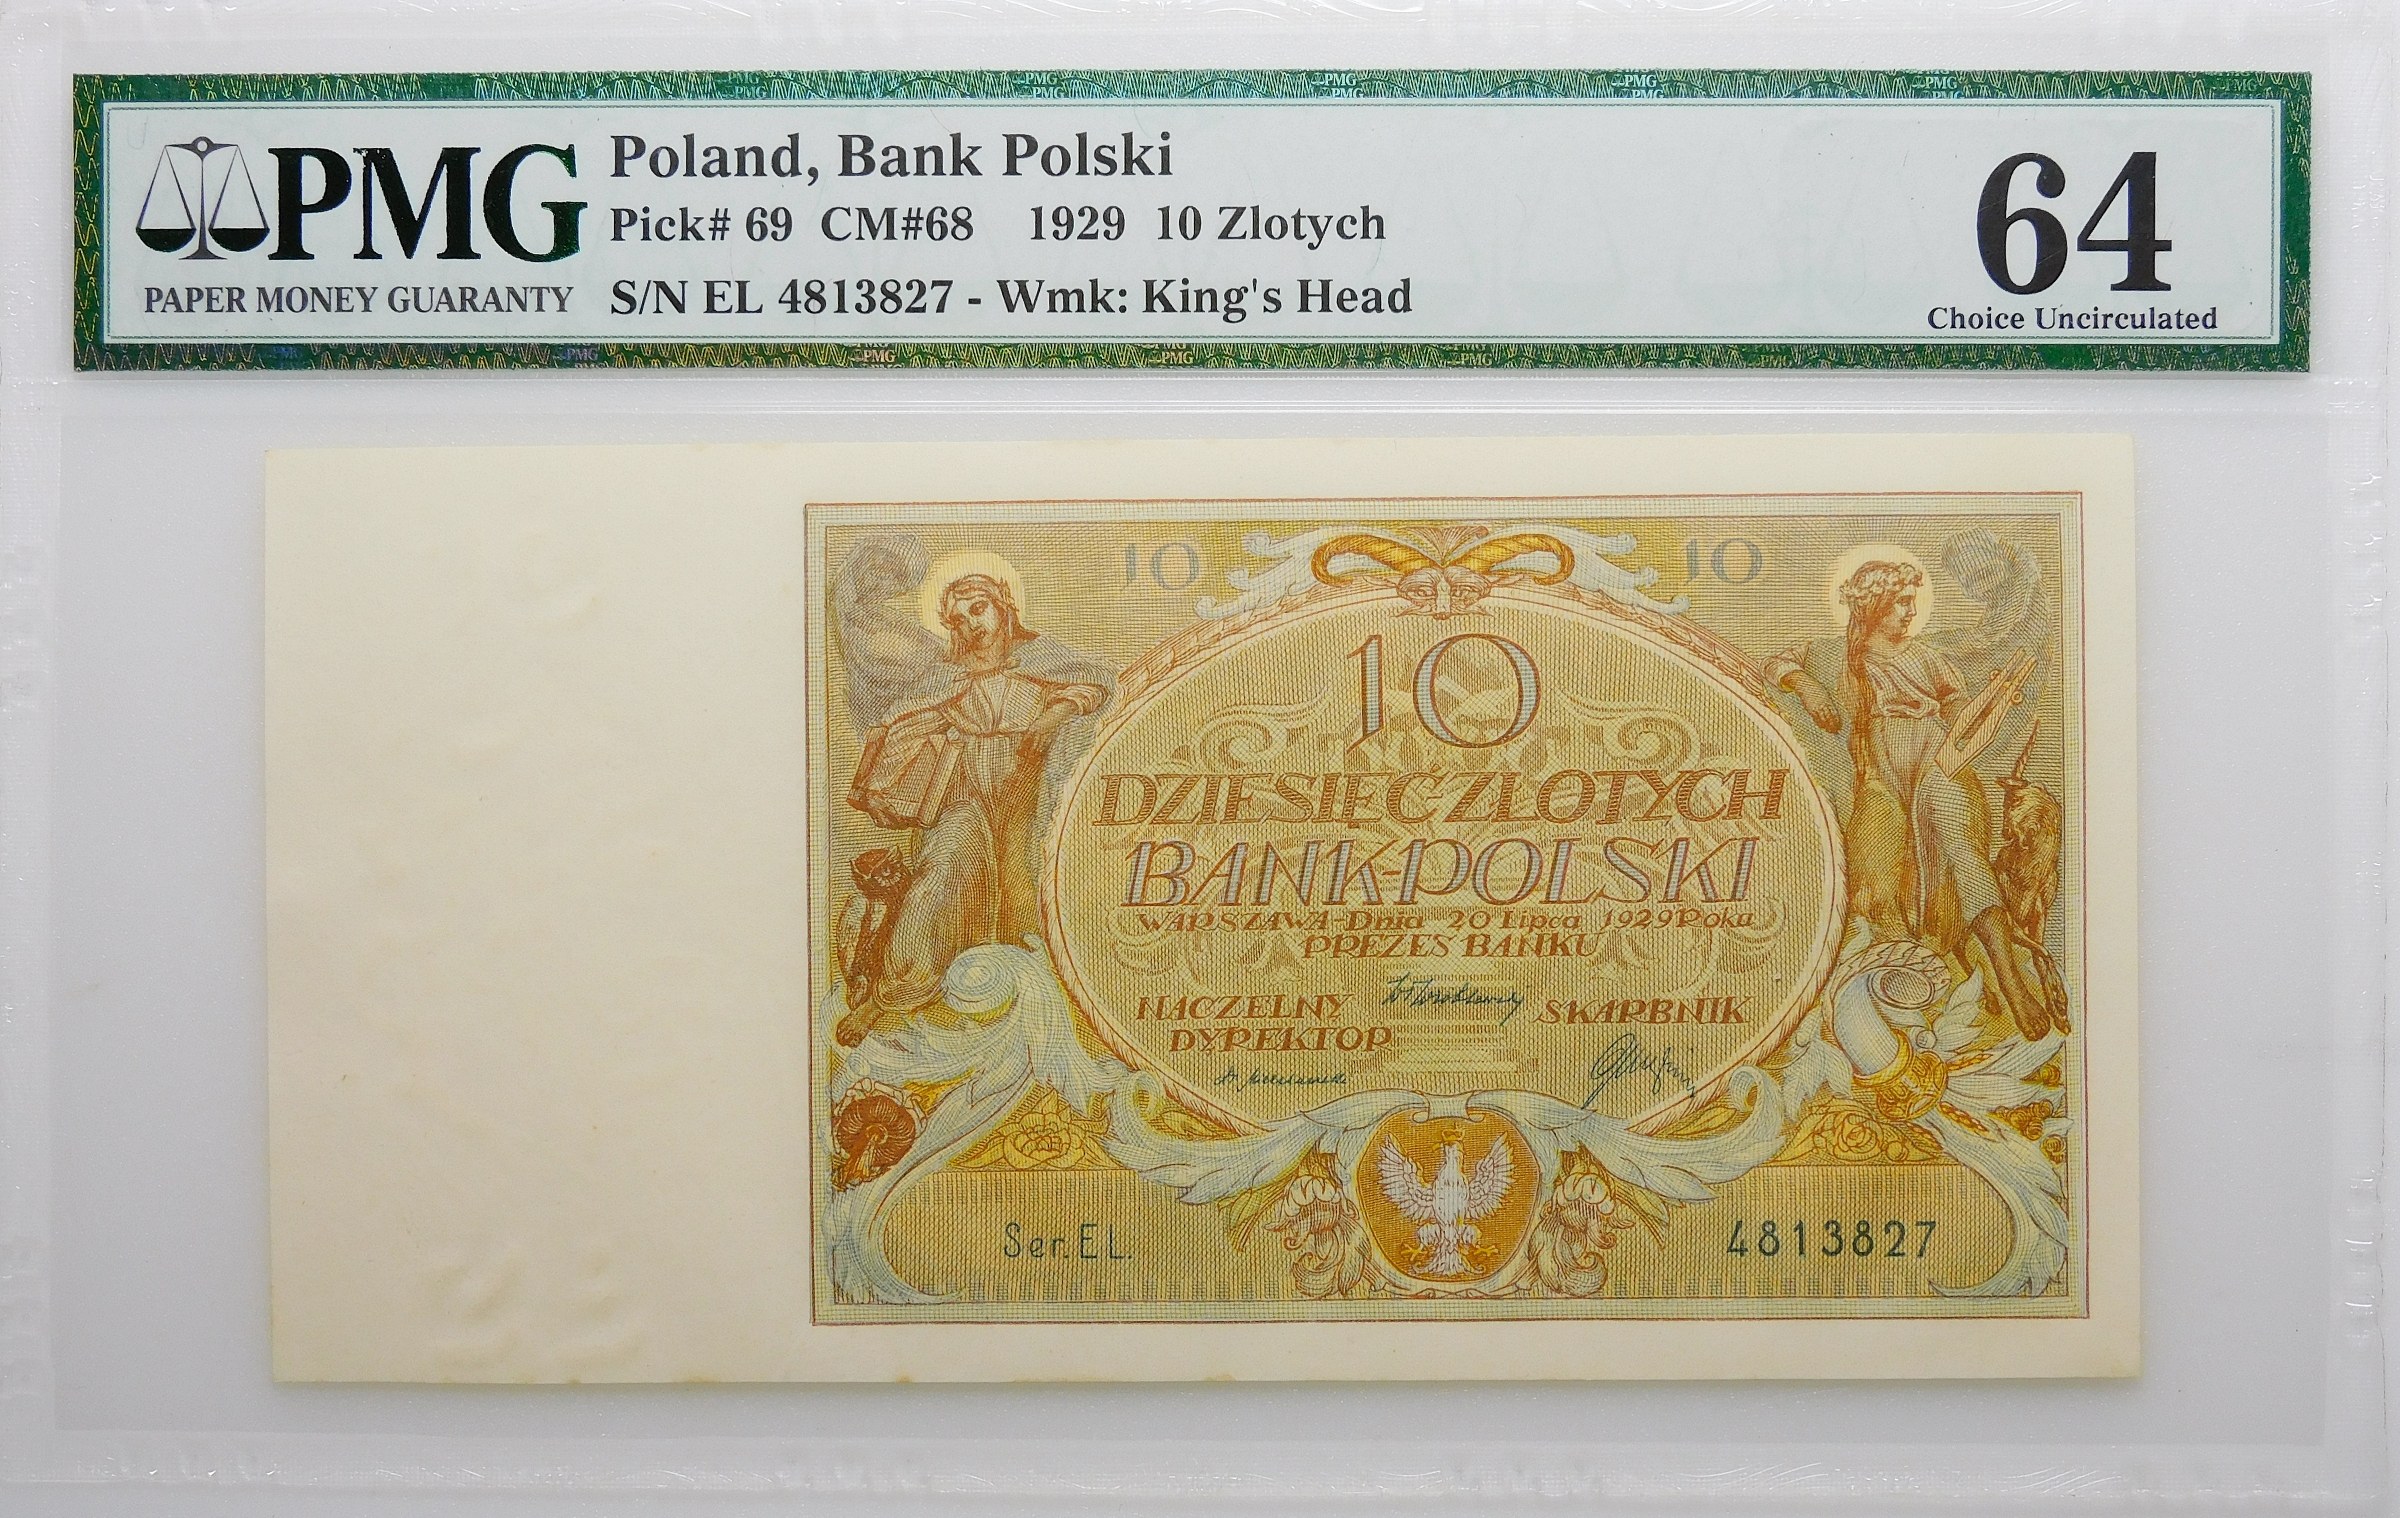 PMG
PAPER MONEY GUARANTY
Poland, Bank Polski
Pick# 69 CM#68 1929 10 Zlotych
S/N EL 4813827 - Wmk: King's Head
64
Choice Uncirculated
10 10
10
DZIESIĘĆ-ZŁOTYCH
BANK-POLSKI
WARSZAWA-Dnia 20 Lipca 1929 Roku
PREZES BANKU
NACZELNY
DYREKTOR
SKARBNIK
Ser. EL. 4813827